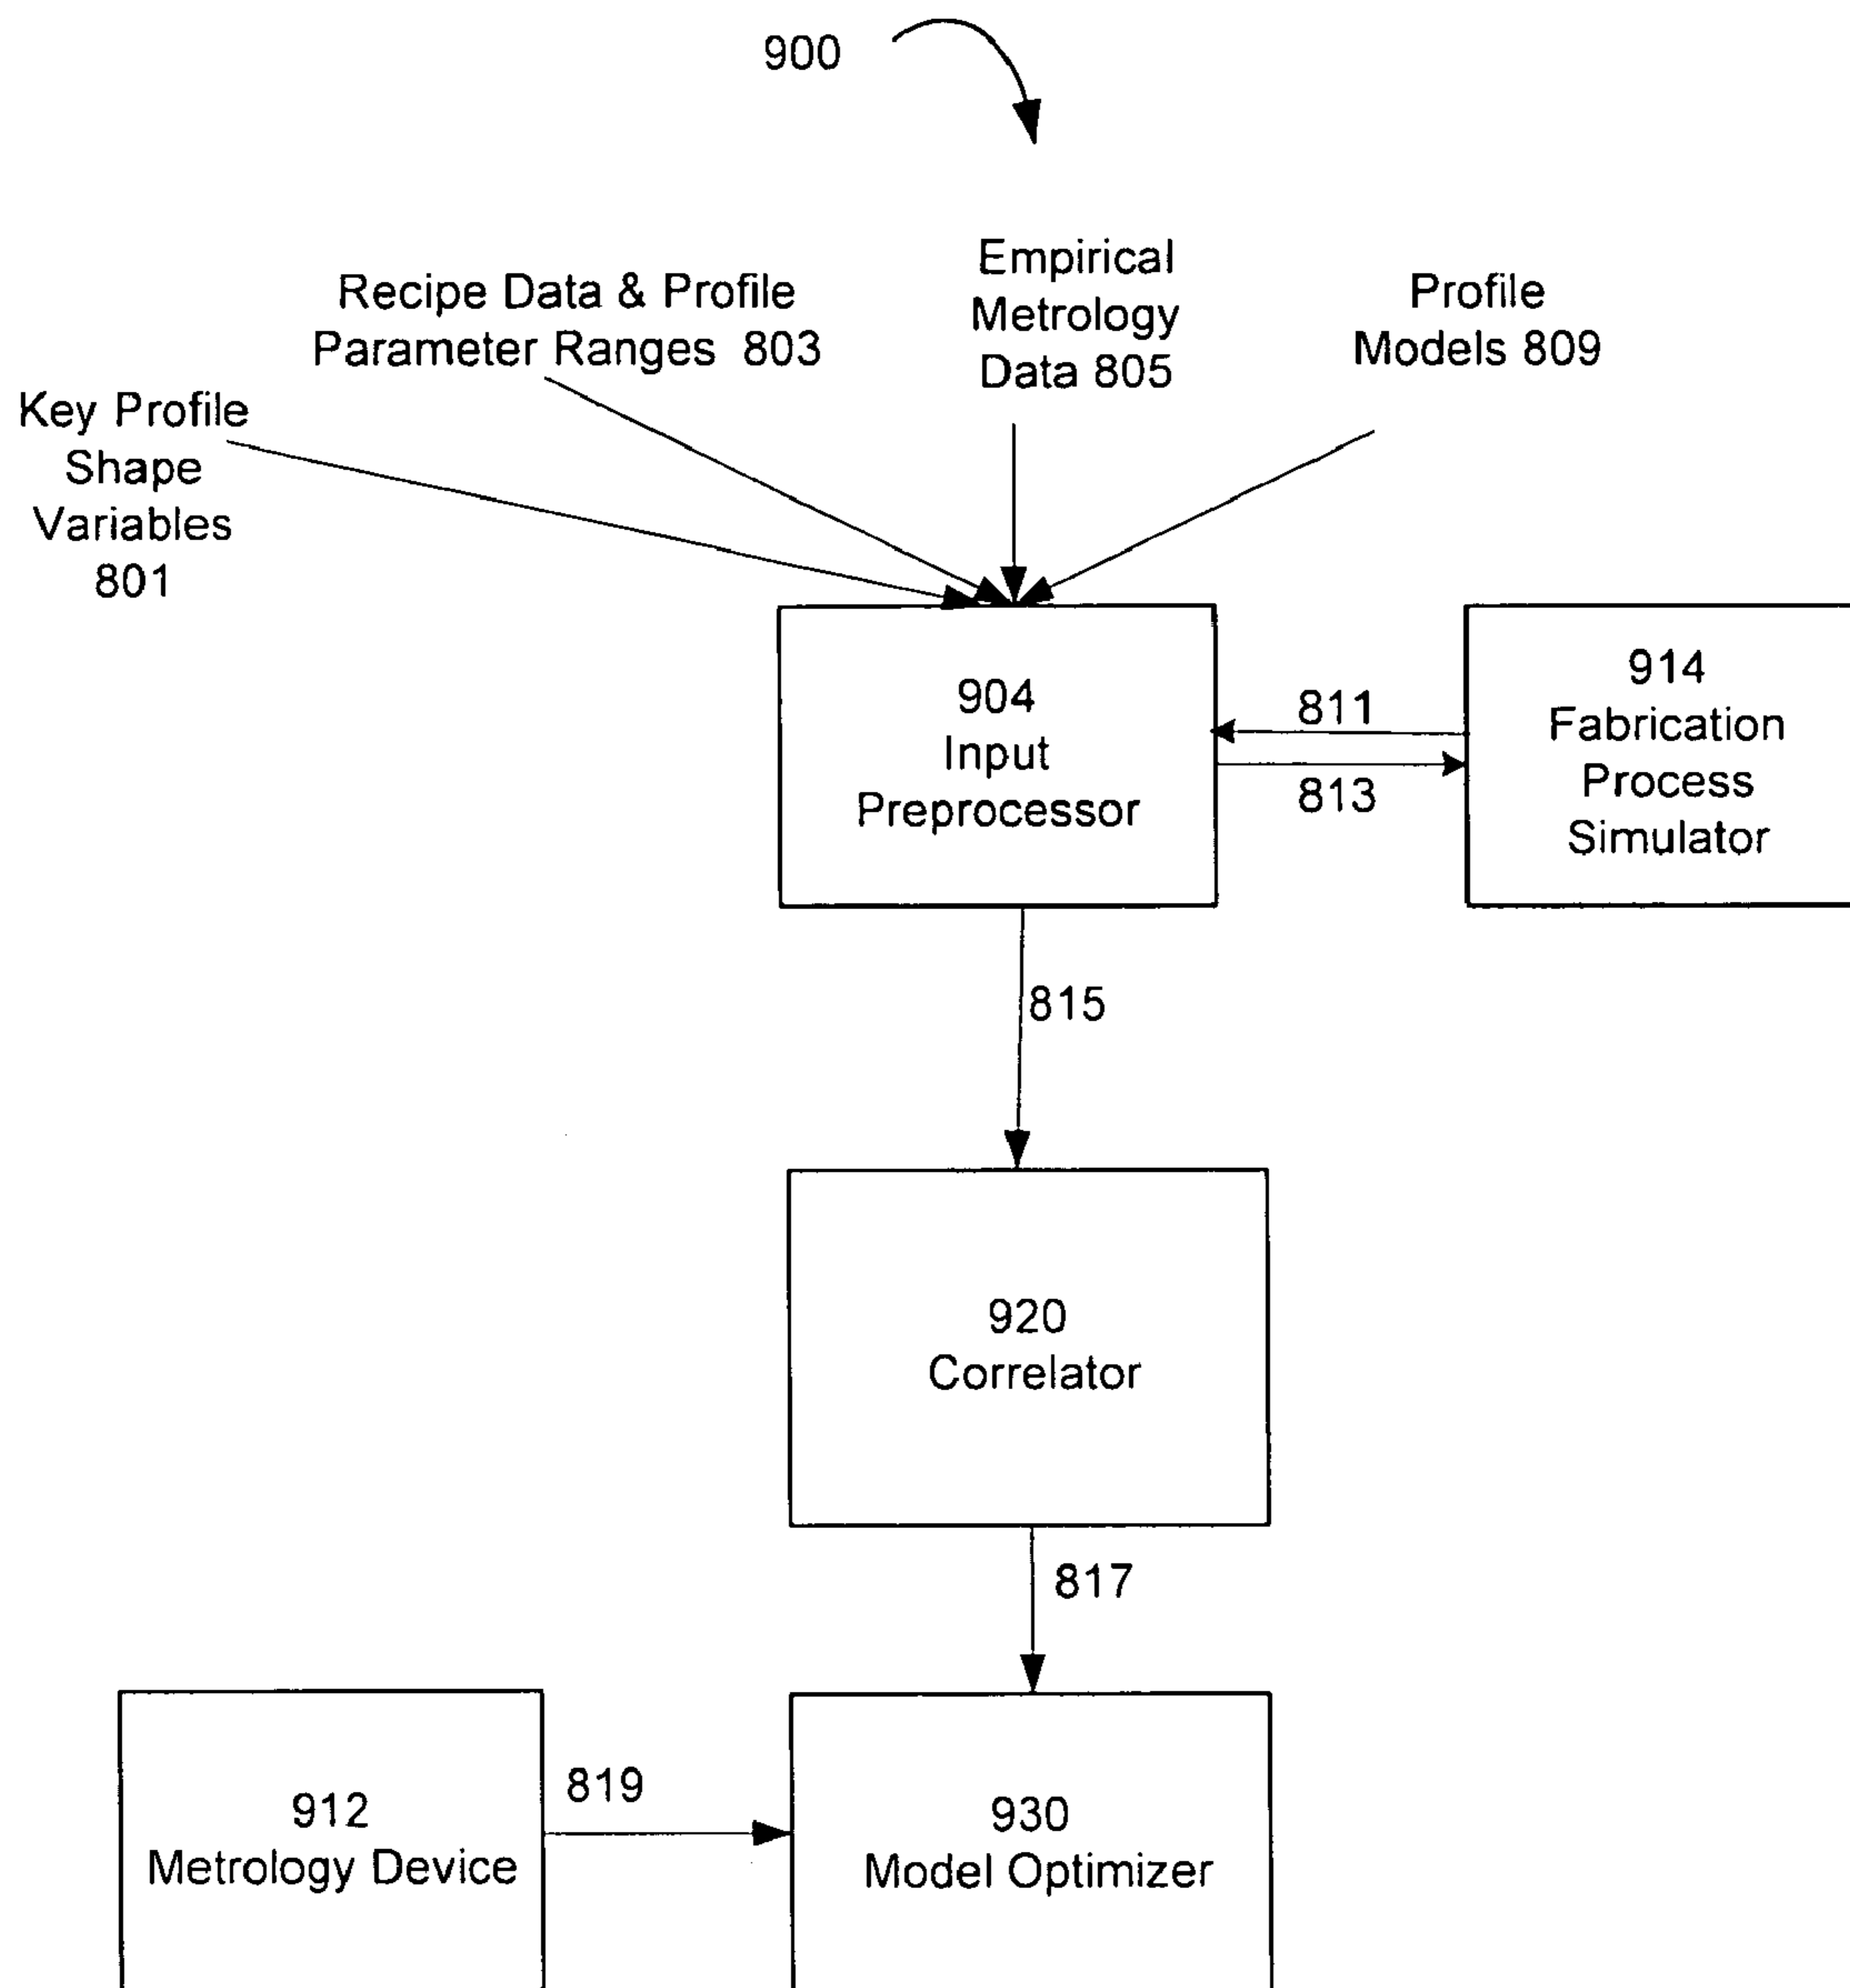 900
Empirical
Metrology
Data 805
Recipe Data & Profile
Parameter Ranges 803
Profile
Models 809
Key Profile
Shape
Variables
801
904
Input
Preprocessor
811
813
914
Fabrication
Process
Simulator
815
920
Correlator
817
912
Metrology Device
819
930
Model Optimizer